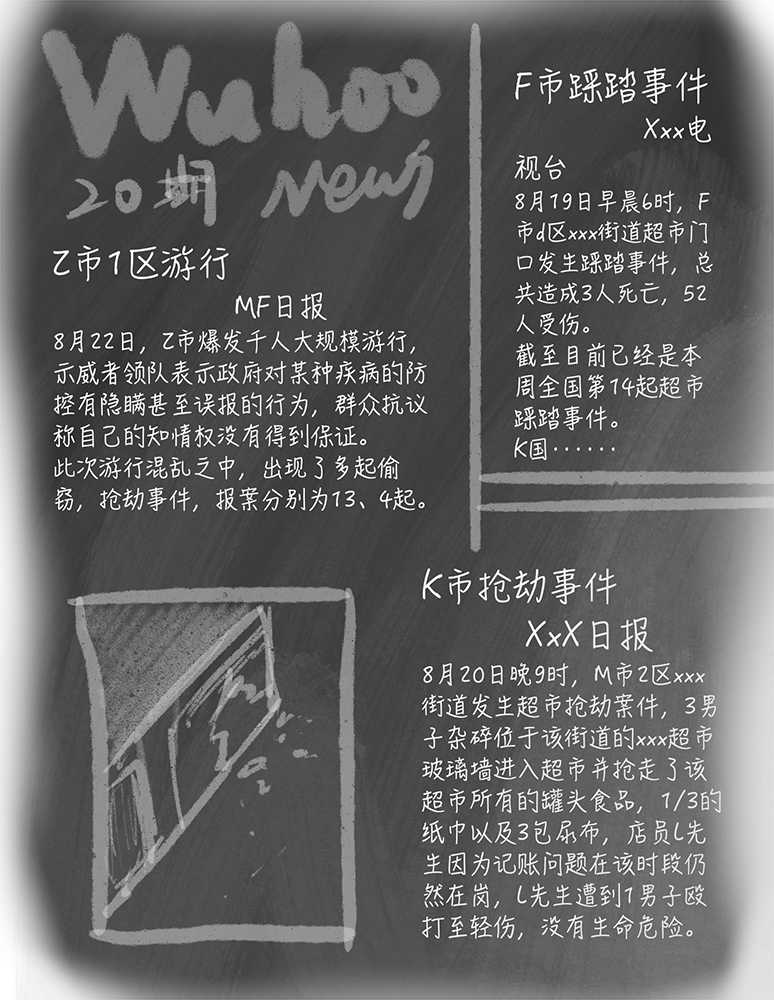 Wuhoo
20期 News
Z市1区游行
MF日报
8月22日，Z市爆发千人大规模游行，
示威者领队表示政府对某种疾病的防
控有隐瞒甚至误报的行为，群众抗议
称自己的知情权没有得到保证。
此次游行混乱之中，出现了多起偷
窃，抢劫事件，报案分别为13、4起。
F市踩踏事件
Xxx电
视台
8月19日早晨6时，F
市d区xxx街道超市门
口发生踩踏事件，总
共造成3人死亡，52
人受伤。
截至目前已经是本
周全国第14起超市
踩踏事件。
K国······
K市抢劫事件
XxX日报
8月20日晚9时，M市2区xxx
街道发生超市抢劫案件，3男
子杂碎位于该街道的xxx超市
玻璃墙进入超市并抢走了该
超市所有的罐头食品，1/3的
纸巾以及3包尿布，店员L先
生因为记账问题在该时段仍
然在岗，L先生遭到1男子殴
打至轻伤，没有生命危险。